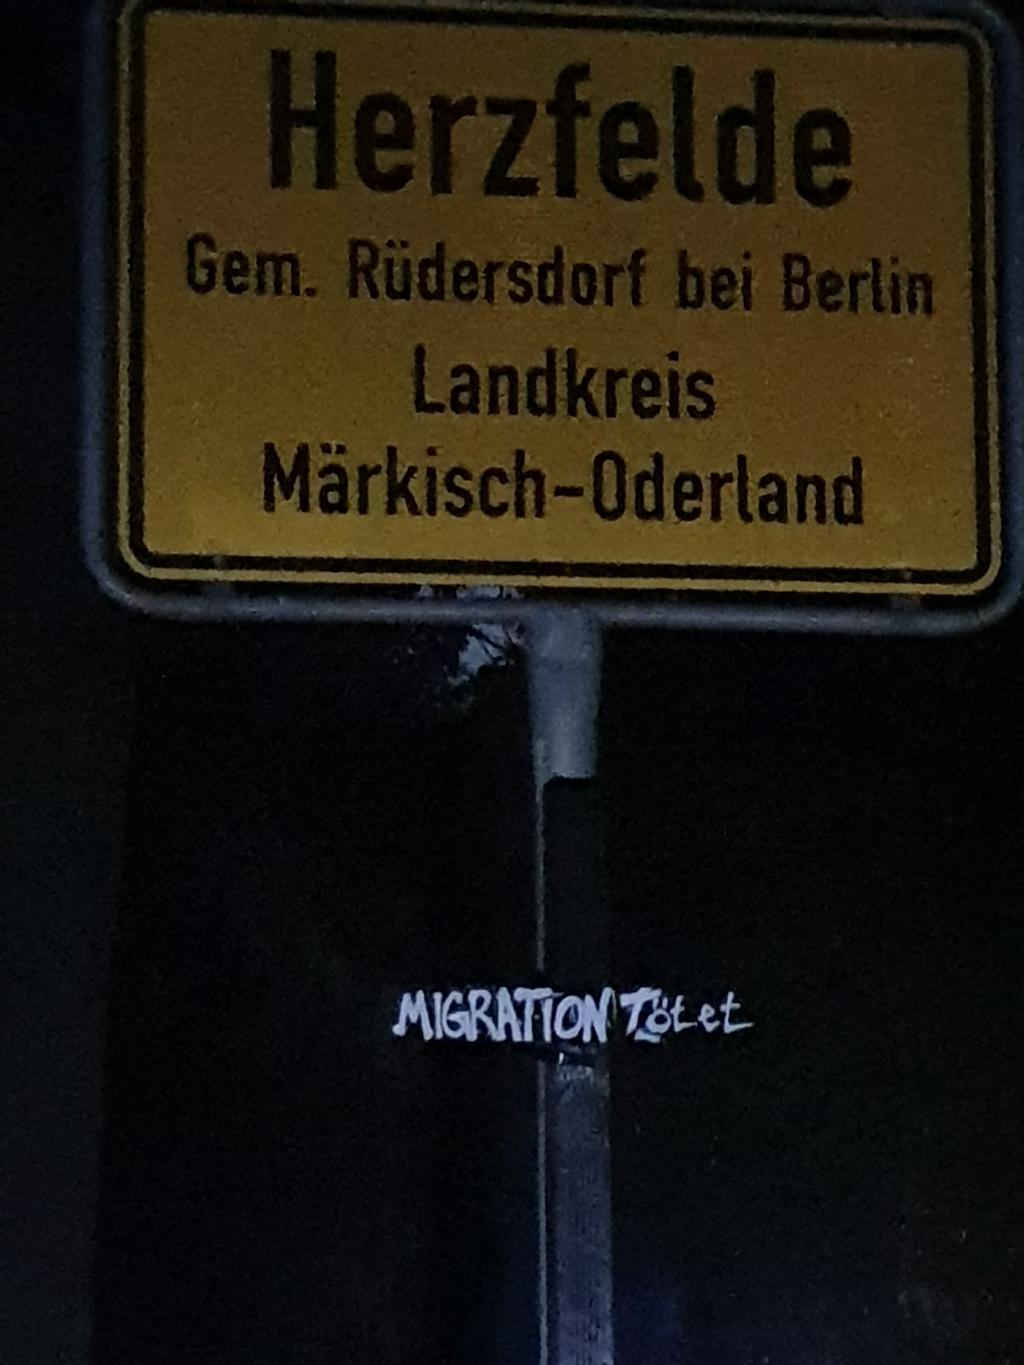 Herzfelde
Gem. Rüdersdorf bei Berlin
Landkreis
Märkisch-Oderland
MIGRATION Tötet